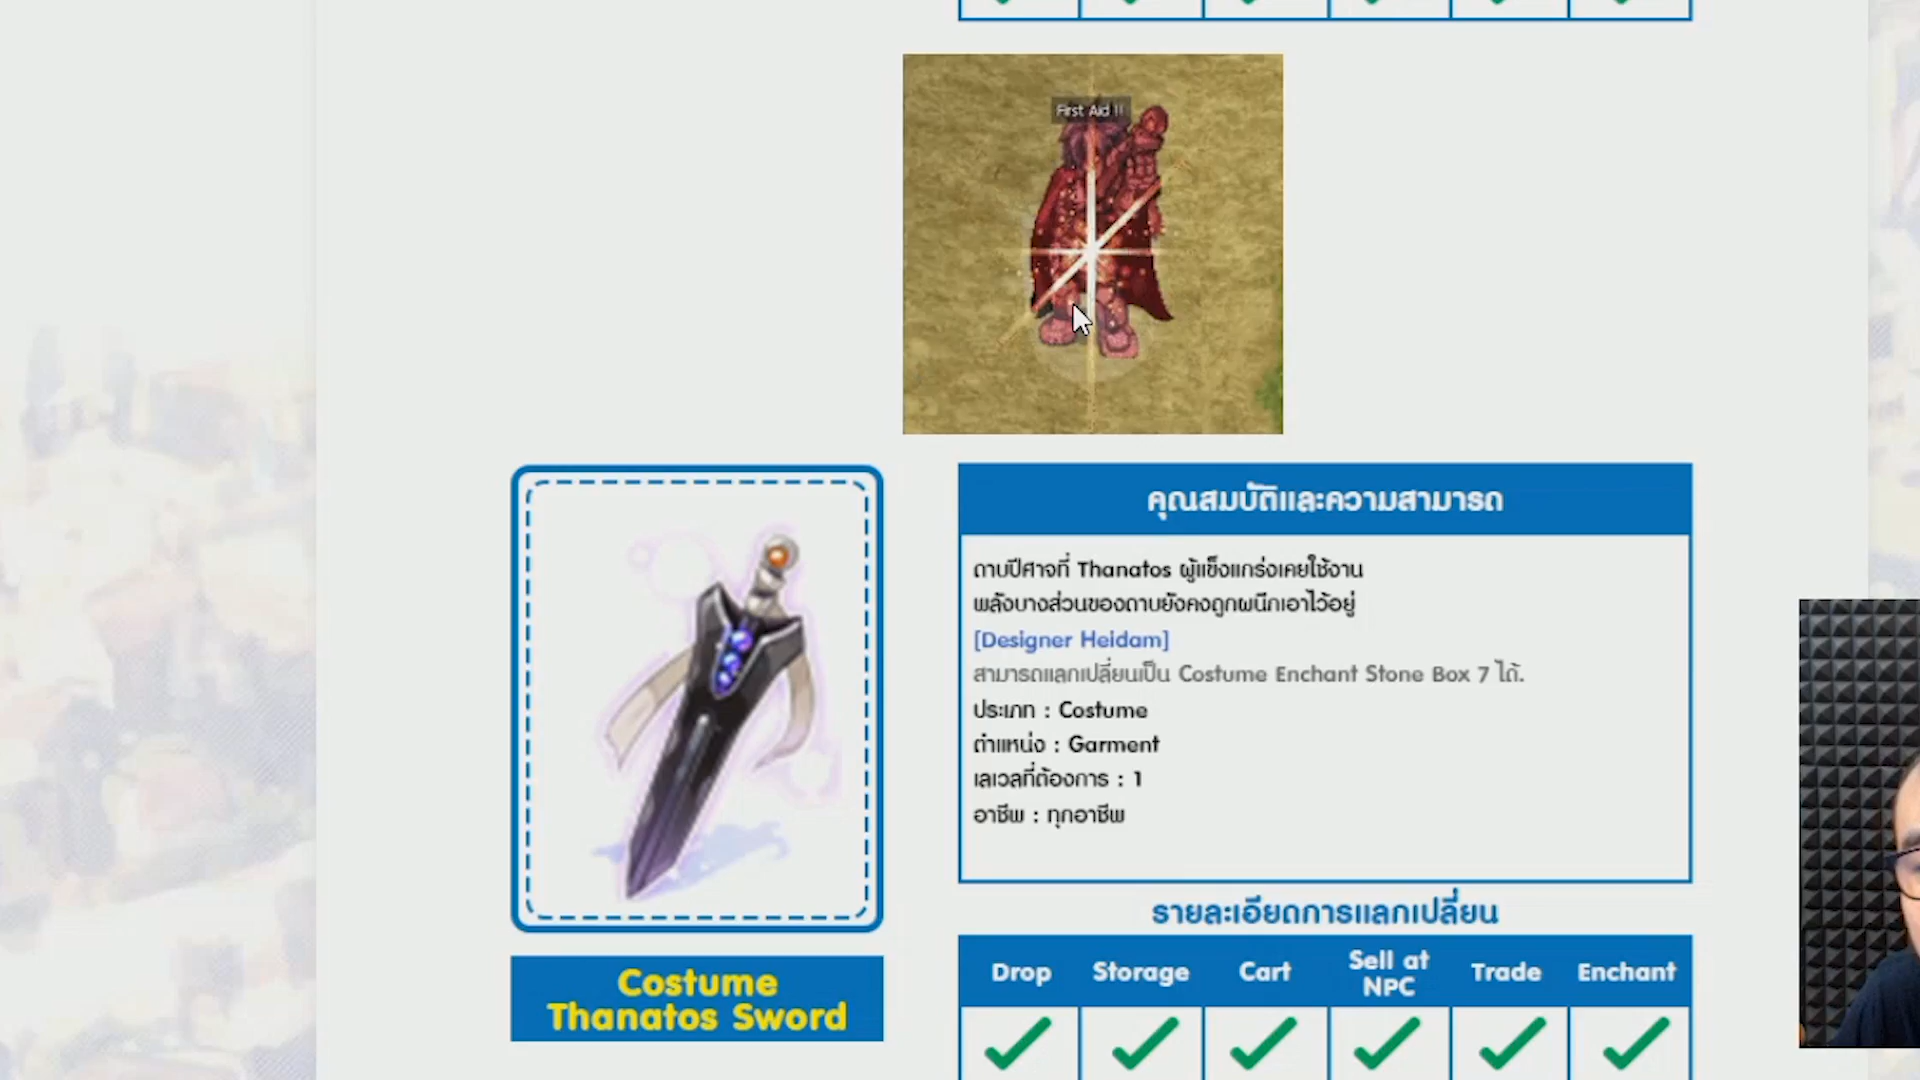 First Aid !!
คุณสมบัติและความสามารถ
ดาบปีศาจที่ Thanatos ผู้แข็งแกร่งเคยใช้งาน
พลังบางส่วนของดาบยังคงถูกผนึกเอาไว้อยู่
[Designer Heidam]
สามารถแลกเปลี่ยนเป็น Costume Enchant Stone Box 7 ได้.
ประเภท : Costume
ตำแหน่ง : Garment
เลเวลที่ต้องการ : 1
อาชีพ : ทุกอาชีพ
Costume
Thanatos Sword
รายละเอียดการแลกเปลี่ยน
Drop Storage Cart Sell at NPC Trade Enchant